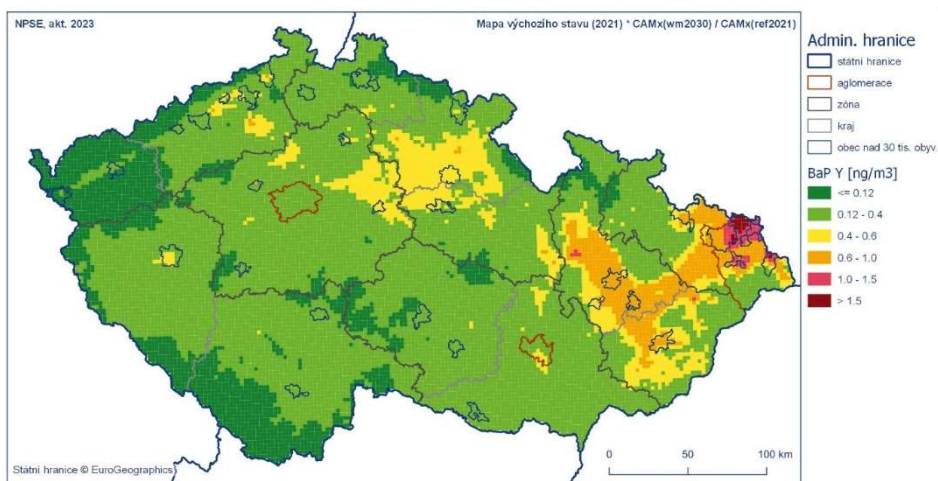 NPSE, akt. 2023
Mapa výchozího stavu (2021) * CAMx(wm2030) / CAMx(ref2021)
Admin. hranice
státní hranice
aglomerace
zóna
kraj
obec nad 30 tis. obyv.
BaP Y [ng/m3]
<= 0.12
0.12 - 0.4
0.4 - 0.6
0.6 - 1.0
1.0 - 1.5
> 1.5
0 50 100 km
Státní hranice © EuroGeographics